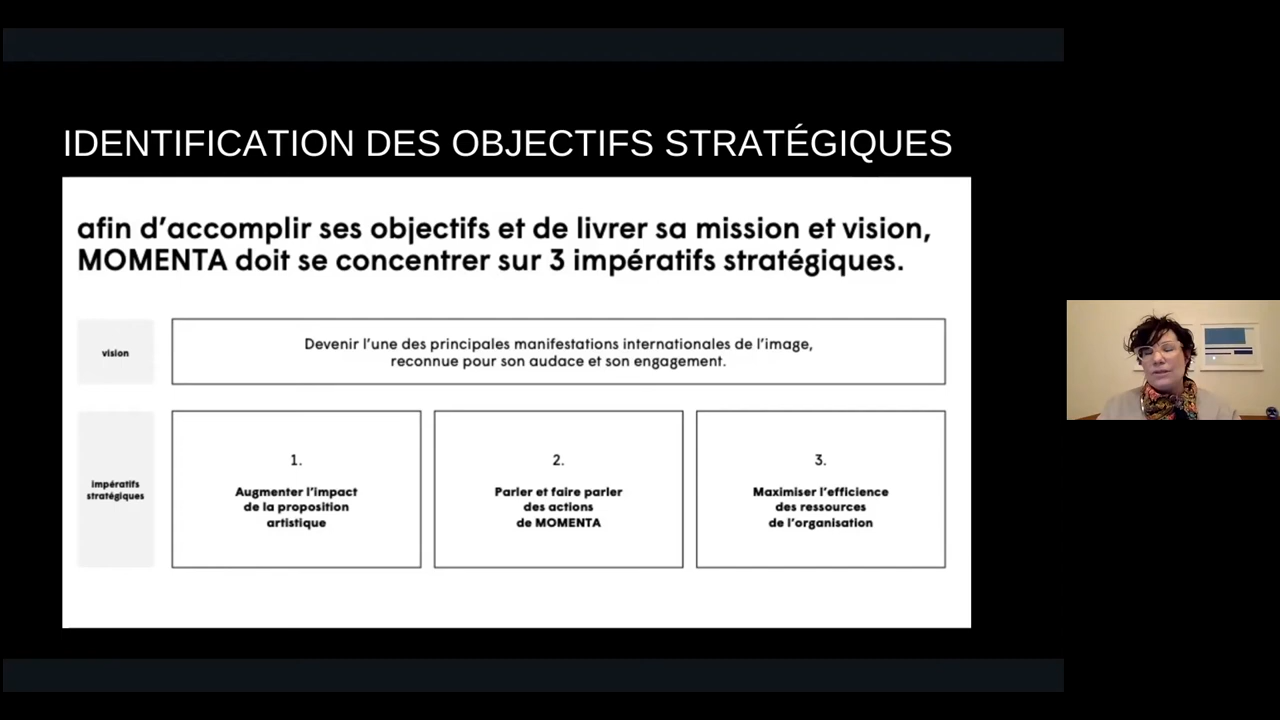 IDENTIFICATION DES OBJECTIFS STRATÉGIQUES
afin d’accomplir ses objectifs et de livrer sa mission et vision,
MOMENTA doit se concentrer sur 3 impératifs stratégiques.
vision
Devenir l’une des principales manifestations internationales de l’image,
reconnue pour son audace et son engagement.
impératifs
stratégiques
1.
Augmenter l’impact
de la proposition
artistique
2.
Parler et faire parler
des actions
de MOMENTA
3.
Maximiser l’efficience
des ressources
de l’organisation